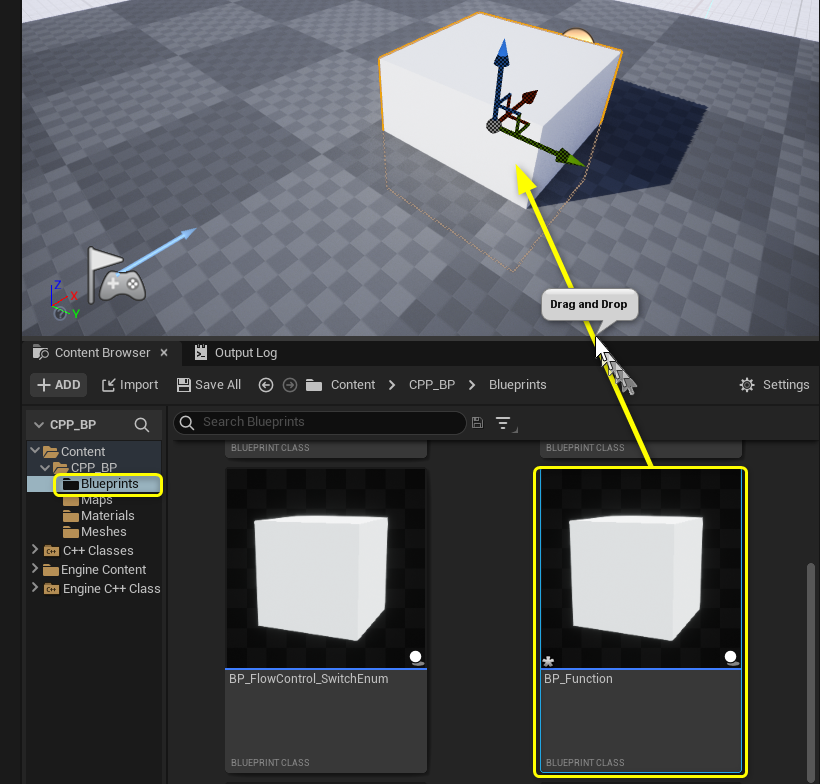 Z
X
Y
Drag and Drop
Content Browser
Output Log
ADD
Import
Save All
Content
CPP_BP
Blueprints
Settings
CPP_BP
Search Blueprints
Content
CPP_BP
Blueprints
Maps
Materials
Meshes
C++ Classes
Engine Content
Engine C++ Class
BLUEPRINT CLASS
BLUEPRINT CLASS
BP_FlowControl_SwitchEnum
BLUEPRINT CLASS
BP_Function
BLUEPRINT CLASS